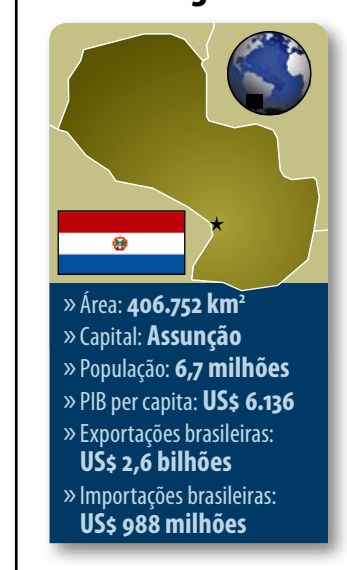 » Área: 406.752 km²
» Capital: Assunção
» População: 6,7 milhões
» PIB per capita: US$ 6.136
» Exportações brasileiras:
US$ 2,6 bilhões
» Importações brasileiras:
US$ 988 milhões